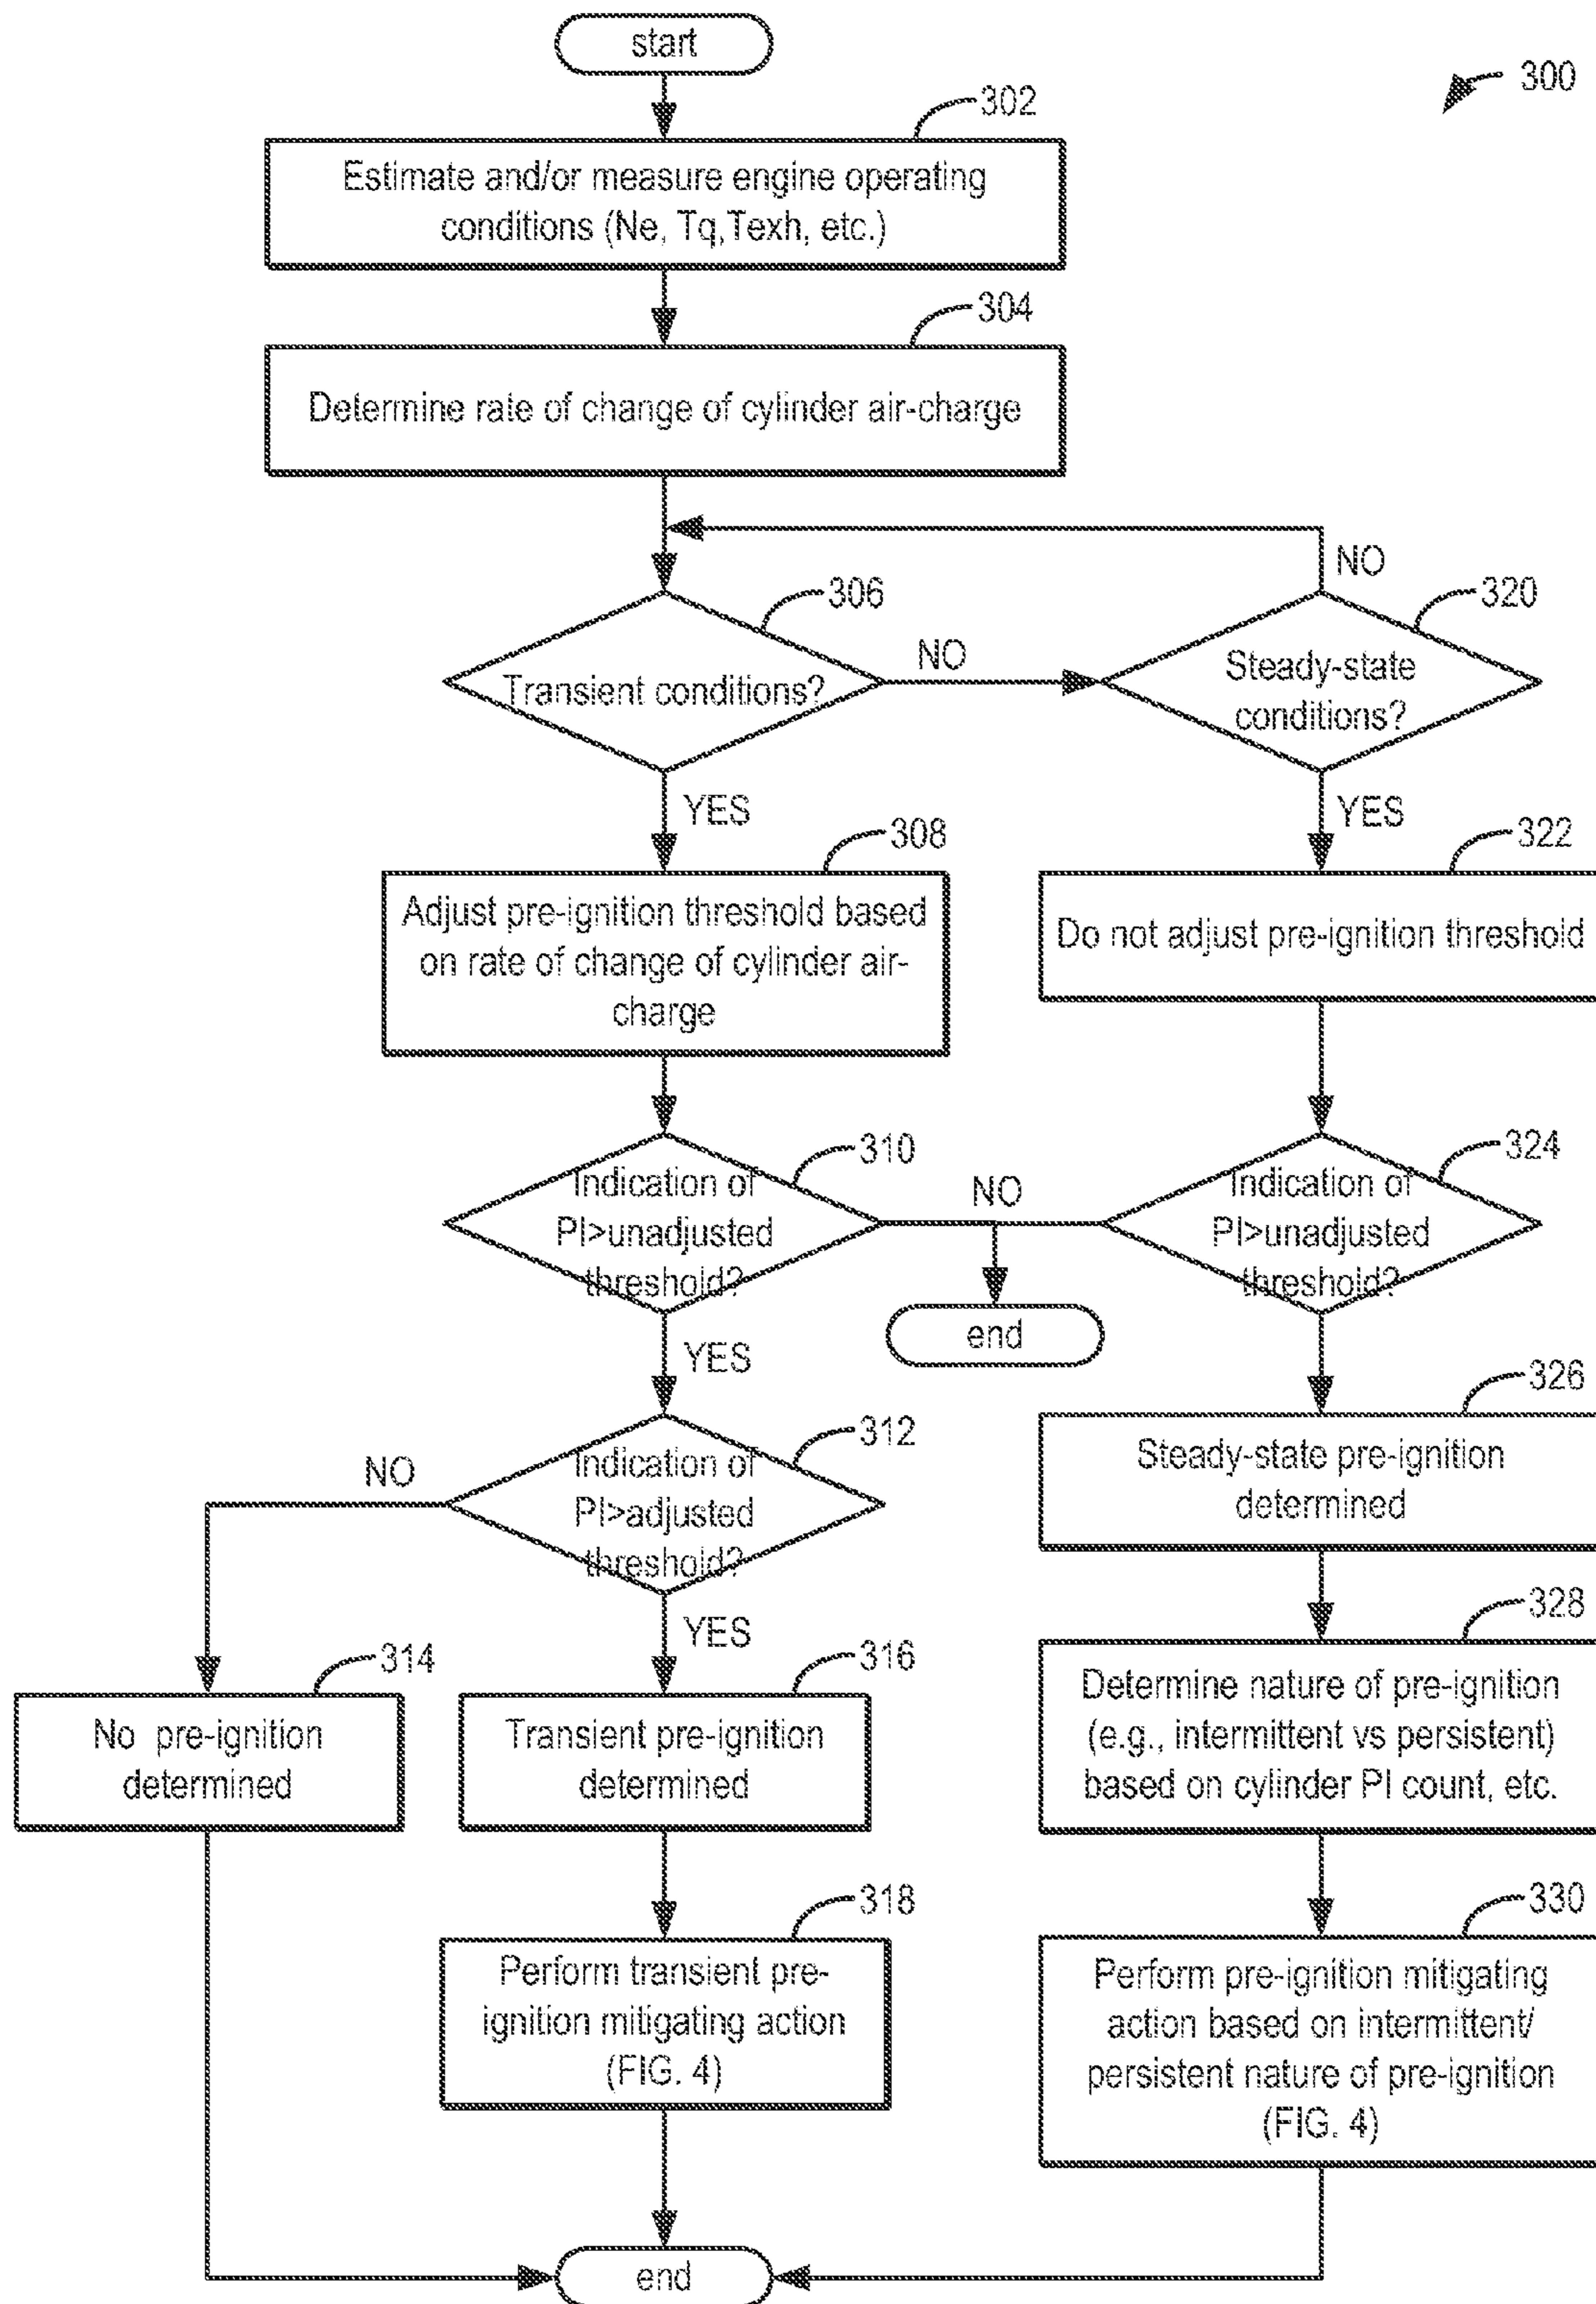 start
300
302
Estimate and/or measure engine operating
conditions (Ne, Tq,Texh, etc.)
304
Determine rate of change of cylinder air-charge
NO
306
320
Transient conditions?
NO
Steady-state
conditions?
YES
YES
308
322
Adjust pre-ignition threshold based
on rate of change of cylinder air-
charge
Do not adjust pre-ignition threshold
310
324
Indication of
PI>unadjusted
threshold?
NO
Indication of
PI>unadjusted
threshold?
end
YES
326
312
NO
Indication of
PI>adjusted
threshold?
Steady-state pre-ignition
determined
YES
328
314
316
No pre-ignition
determined
Transient pre-ignition
determined
Determine nature of pre-ignition
(e.g., intermittent vs persistent)
based on cylinder PI count, etc.
318
330
Perform transient pre-
ignition mitigating action
(FIG. 4)
Perform pre-ignition mitigating
action based on intermittent/
persistent nature of pre-ignition
(FIG. 4)
end